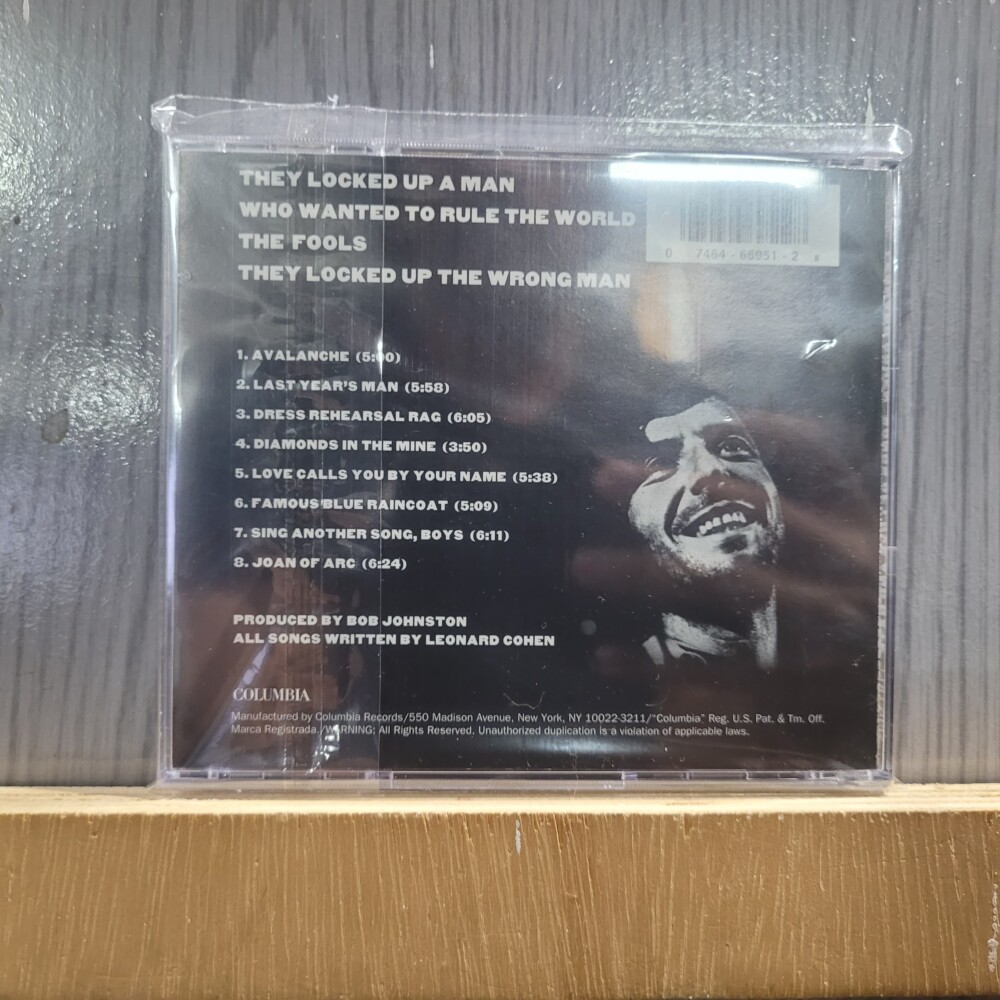 THEY LOCKED UP A MAN
WHO WANTED TO RULE THE WORLD
THE FOOLS
THEY LOCKED UP THE WRONG MAN
0 7464-66951-2
1. AVALANCHE (5:00)
2. LAST YEAR'S MAN (5:58)
3. DRESS REHEARSAL RAG (6:05)
4. DIAMONDS IN THE MINE (3:50)
5. LOVE CALLS YOU BY YOUR NAME (5:38)
6. FAMOUS BLUE RAINCOAT (5:09)
7. SING ANOTHER SONG, BOYS (6:11)
8. JOAN OF ARC (6:24)
PRODUCED BY BOB JOHNSTON
ALL SONGS WRITTEN BY LEONARD COHEN
COLUMBIA
Manufactured by Columbia Records/550 Madison Avenue, New York, NY 10022-3211/"Columbia" Reg. U.S. Pat. & Tm. Off.
Marca Registrada./WARNING: All Rights Reserved. Unauthorized duplication is a violation of applicable laws.